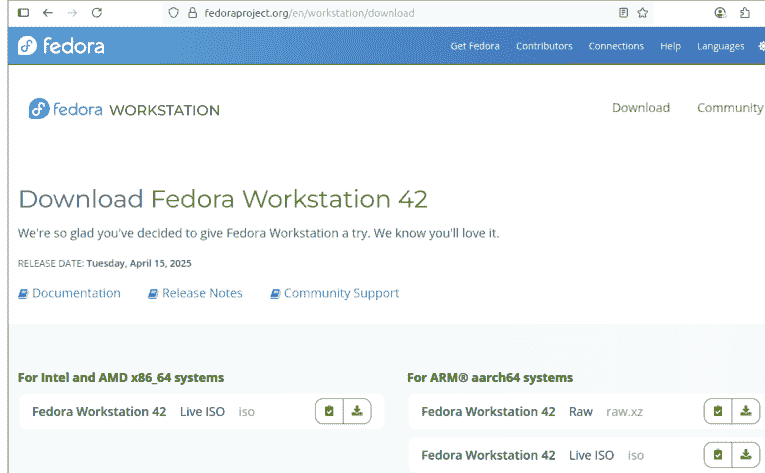 fedoraproject.org/en/workstation/download
fedora
Get Fedora Contributors Connections Help Languages
fedora WORKSTATION
Download Community
Download Fedora Workstation 42
We're so glad you've decided to give Fedora Workstation a try. We know you'll love it.
RELEASE DATE: Tuesday, April 15, 2025
Documentation Release Notes Community Support
For Intel and AMD x86_64 systems
Fedora Workstation 42 Live ISO iso
For ARM® aarch64 systems
Fedora Workstation 42 Raw raw.xz
Fedora Workstation 42 Live ISO iso